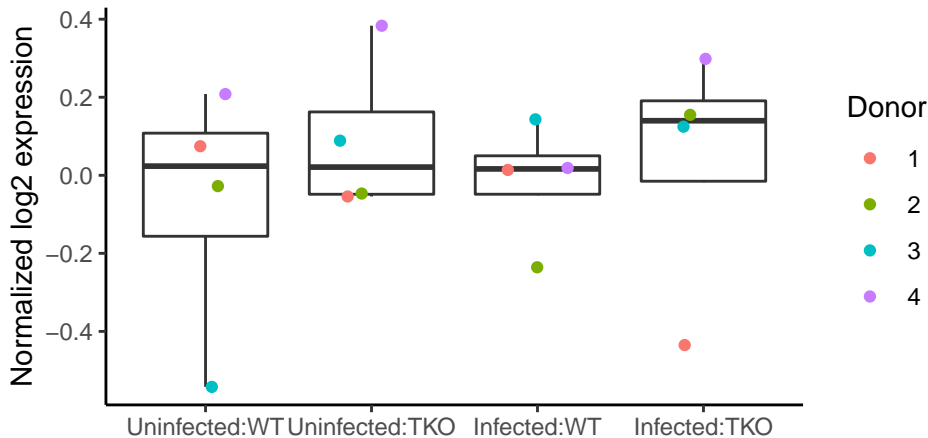 Normalized log2 expression
0.4
0.2
0.0
−0.2
−0.4
Uninfected:WT
Uninfected:TKO
Infected:WT
Infected:TKO
Donor
1
2
3
4